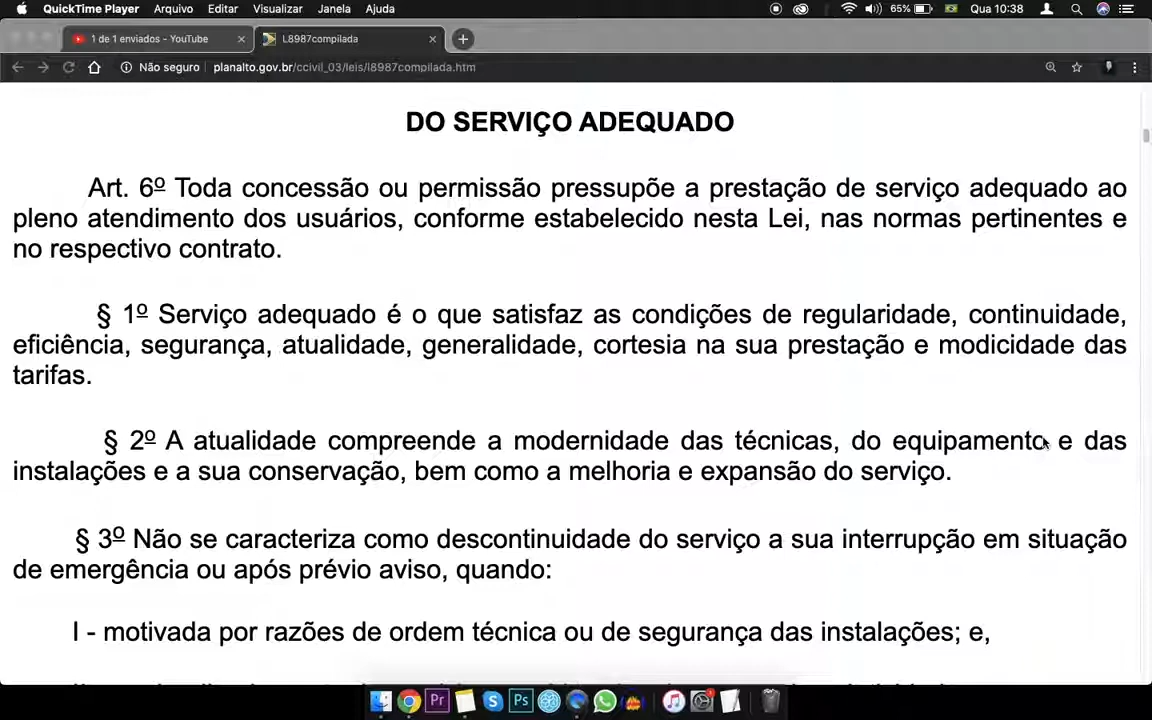 QuickTime Player Arquivo Editar Visualizar Janela Ajuda 65% Qua 10:38
1 de 1 enviados - YouTube × L8987compilada × +
Não seguro | planalto.gov.br/ccivil_03/leis/l8987compilada.htm
DO SERVIÇO ADEQUADO
Art. 6º Toda concessão ou permissão pressupõe a prestação de serviço adequado ao
pleno atendimento dos usuários, conforme estabelecido nesta Lei, nas normas pertinentes e
no respectivo contrato.
§ 1º Serviço adequado é o que satisfaz as condições de regularidade, continuidade,
eficiência, segurança, atualidade, generalidade, cortesia na sua prestação e modicidade das
tarifas.
§ 2º A atualidade compreende a modernidade das técnicas, do equipamento e das
instalações e a sua conservação, bem como a melhoria e expansão do serviço.
§ 3º Não se caracteriza como descontinuidade do serviço a sua interrupção em situação
de emergência ou após prévio aviso, quando:
I - motivada por razões de ordem técnica ou de segurança das instalações; e,
Pr Ps